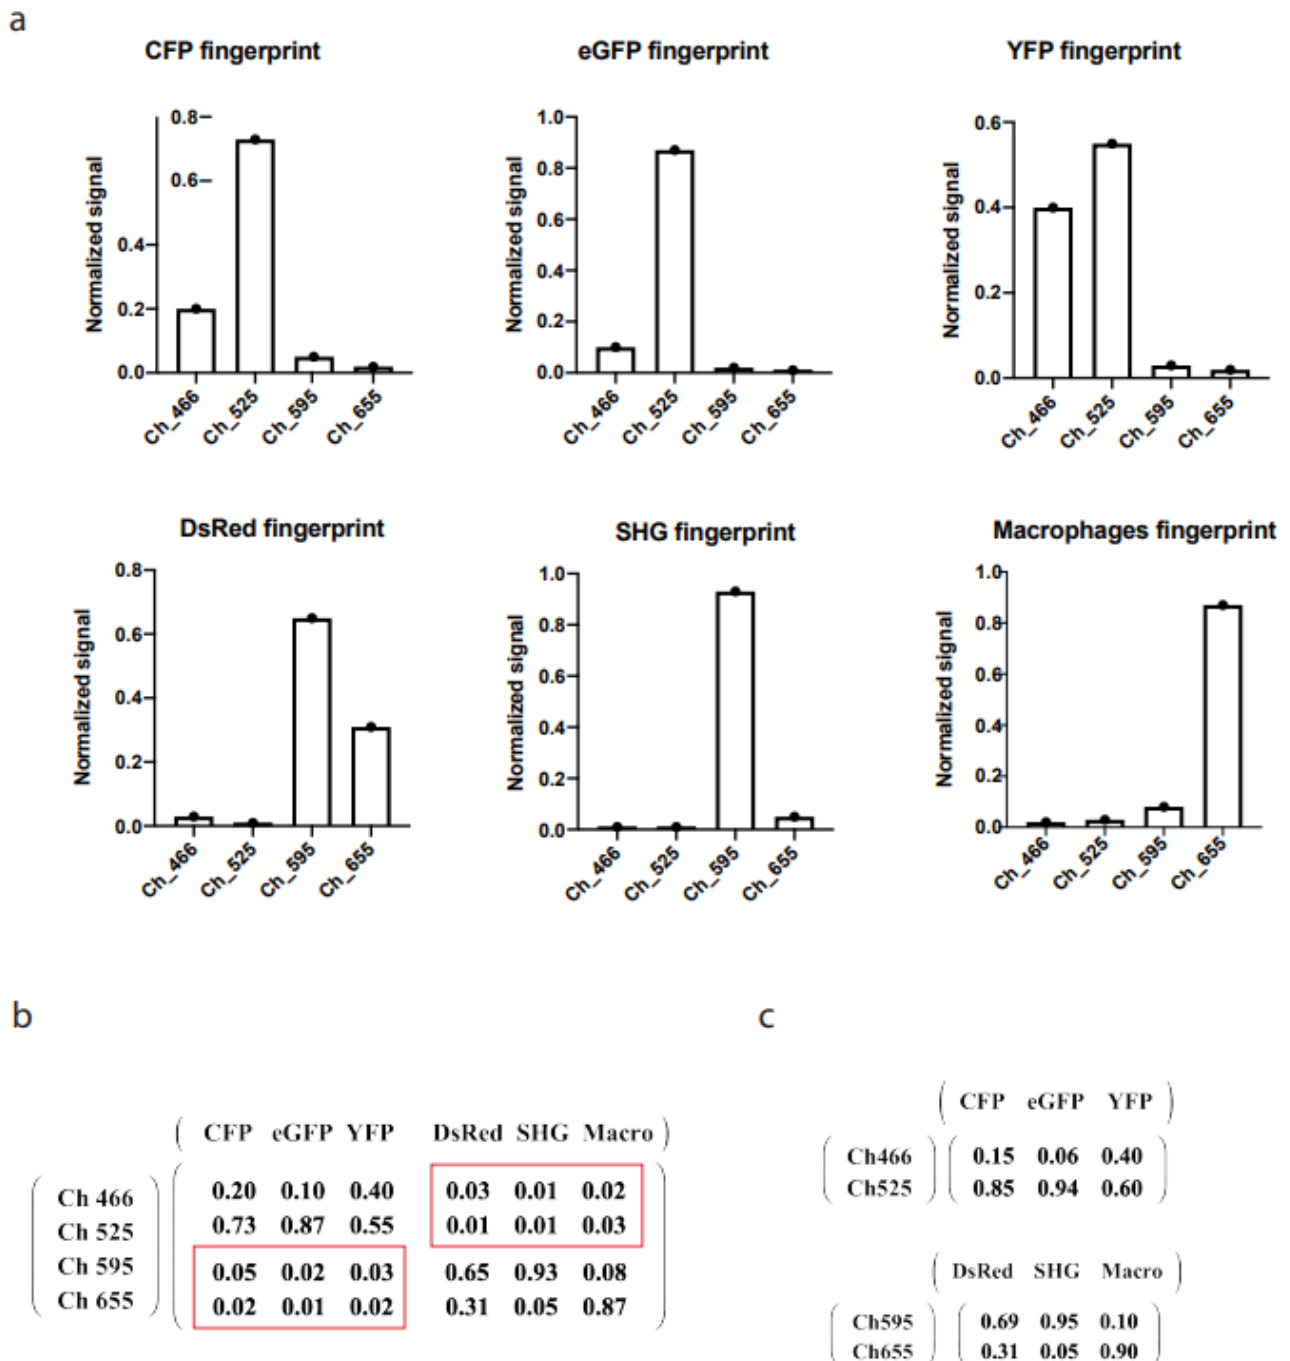 a
CFP fingerprint
Normalized signal
0.8
0.6
0.4
0.2
0.0
Ch_466
Ch_525
Ch_595
Ch_655
eGFP fingerprint
Normalized signal
1.0
0.8
0.6
0.4
0.2
0.0
Ch_466
Ch_525
Ch_595
Ch_655
YFP fingerprint
Normalized signal
0.6
0.4
0.2
0.0
Ch_466
Ch_525
Ch_595
Ch_655
DsRed fingerprint
Normalized signal
0.8
0.6
0.4
0.2
0.0
Ch_466
Ch_525
Ch_595
Ch_655
SHG fingerprint
Normalized signal
1.0
0.8
0.6
0.4
0.2
0.0
Ch_466
Ch_525
Ch_595
Ch_655
Macrophages fingerprint
Normalized signal
1.0
0.8
0.6
0.4
0.2
0.0
Ch_466
Ch_525
Ch_595
Ch_655
b
( CFP eGFP YFP DsRed SHG Macro )
Ch 466 0.20 0.10 0.40 0.03 0.01 0.02
Ch 525 0.73 0.87 0.55 0.01 0.01 0.03
Ch 595 0.05 0.02 0.03 0.65 0.93 0.08
Ch 655 0.02 0.01 0.02 0.31 0.05 0.87
c
( CFP eGFP YFP )
Ch466 0.15 0.06 0.40
Ch525 0.85 0.94 0.60
( DsRed SHG Macro )
Ch595 0.69 0.95 0.10
Ch655 0.31 0.05 0.90